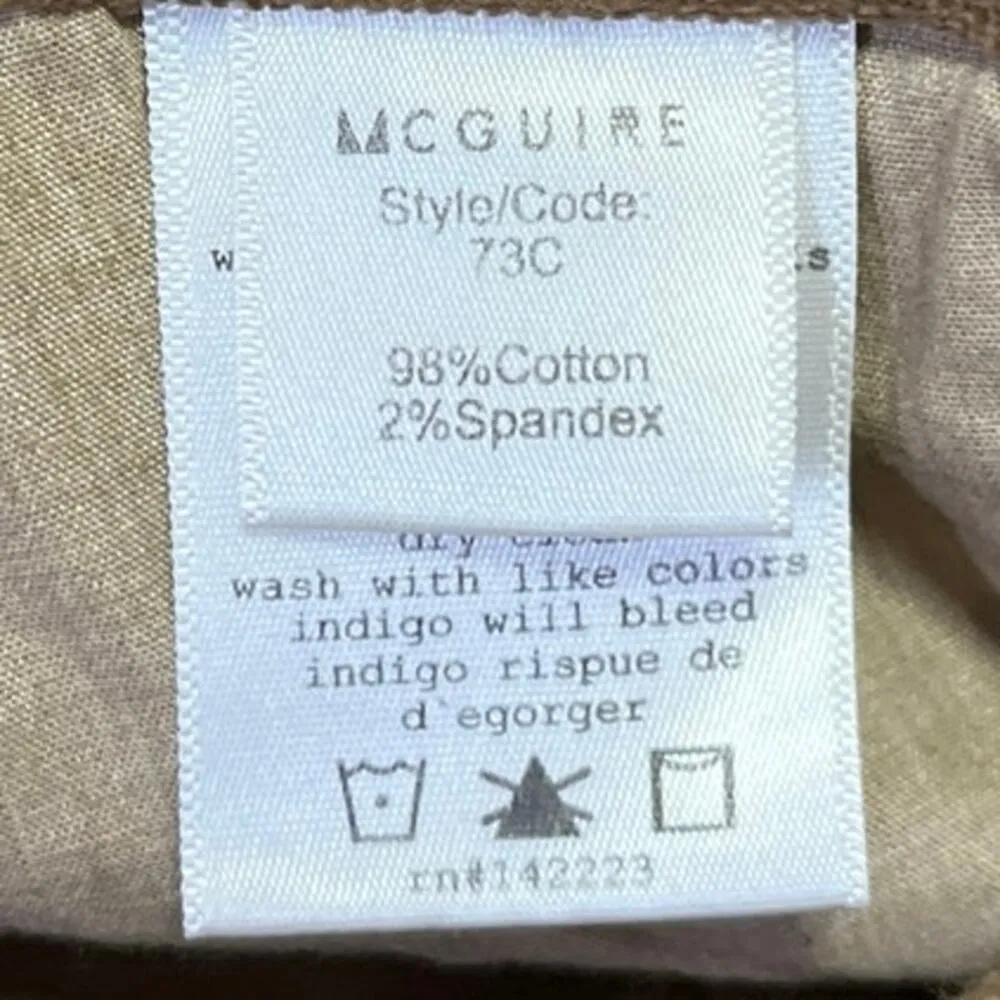 MCGUIRE
Style/Code:
73C
98%Cotton
2%Spandex
dry
wash with like colors
indigo will bleed
indigo rispue de
d`egorger
rn#142223